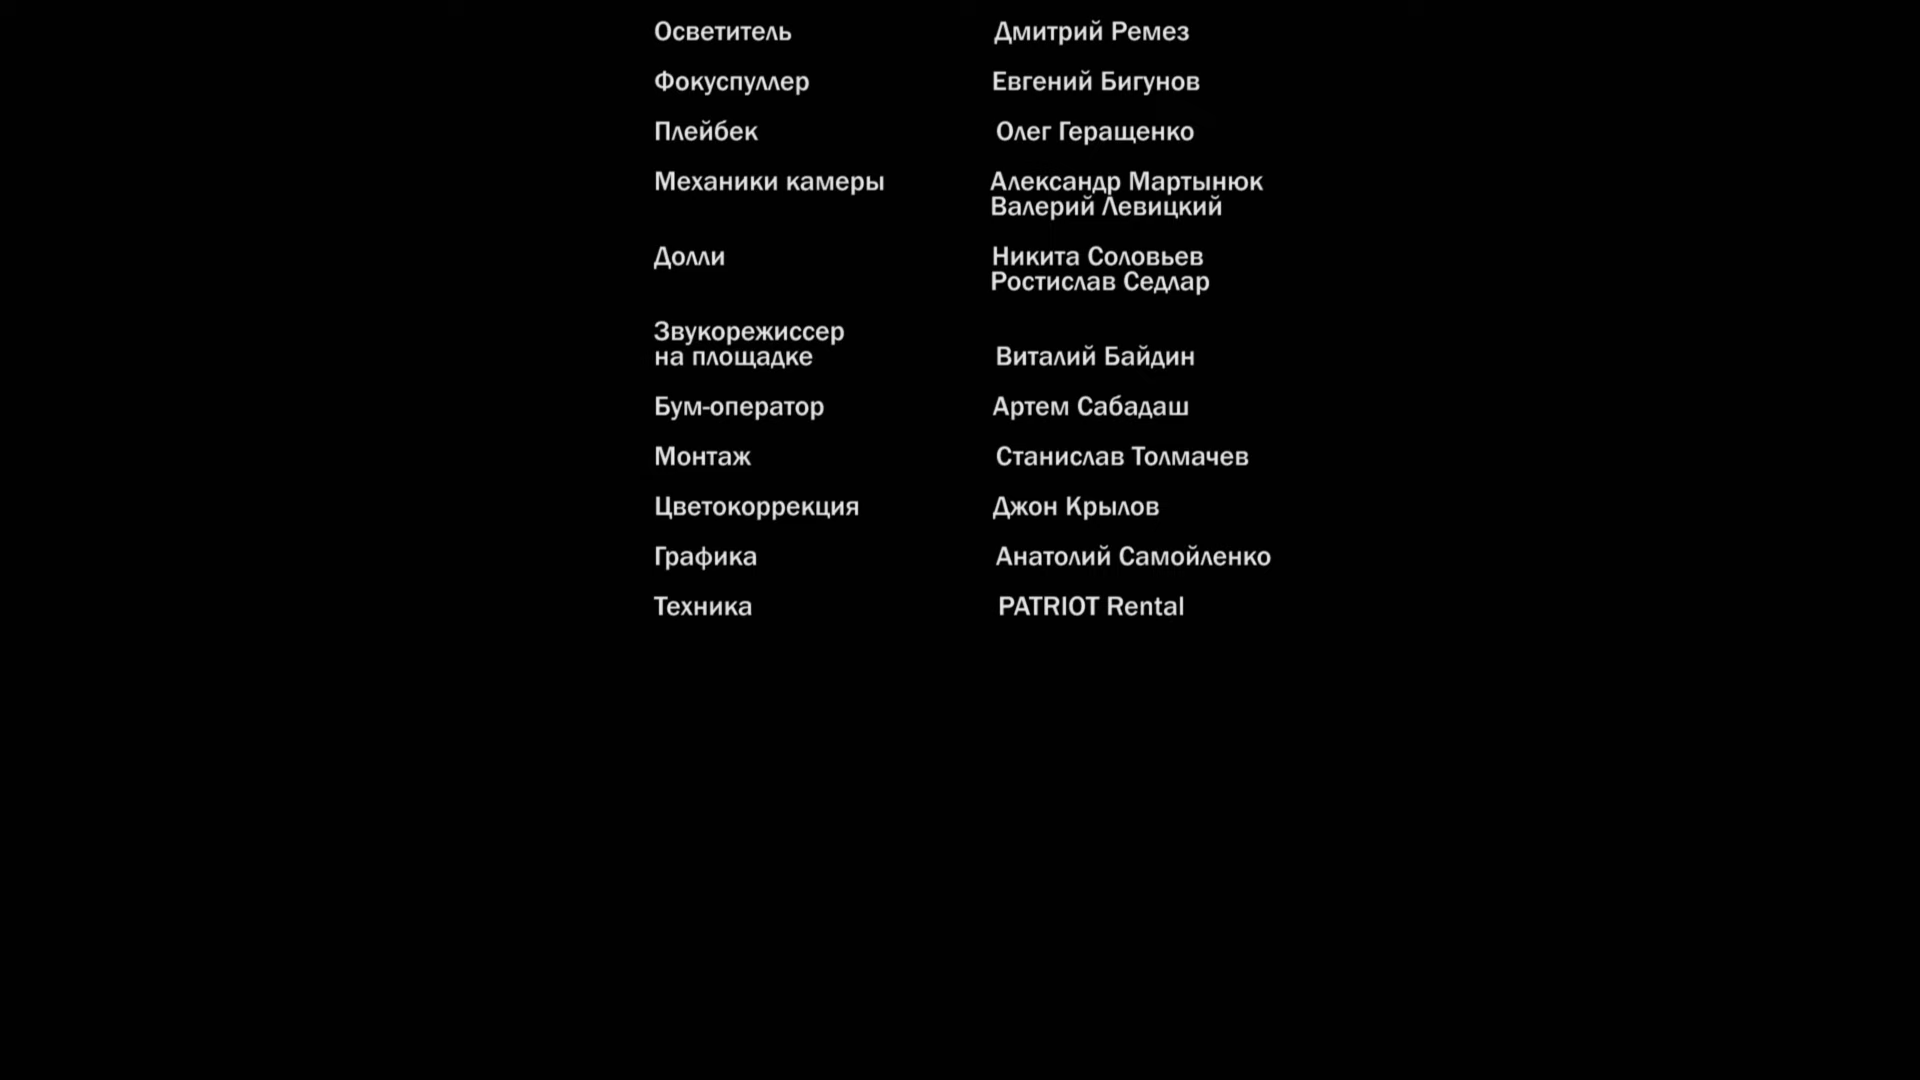 Осветитель Дмитрий Ремез
Фокуспуллер Евгений Бигунов
Плейбек Олег Геращенко
Механики камеры Александр Мартынюк
Валерий Левицкий
Долли Никита Соловьев
Ростислав Седлар
Звукорежиссер
на площадке Виталий Байдин
Бум-оператор Артем Сабадаш
Монтаж Станислав Толмачев
Цветокоррекция Джон Крылов
Графика Анатолий Самойленко
Техника PATRIOT Rental